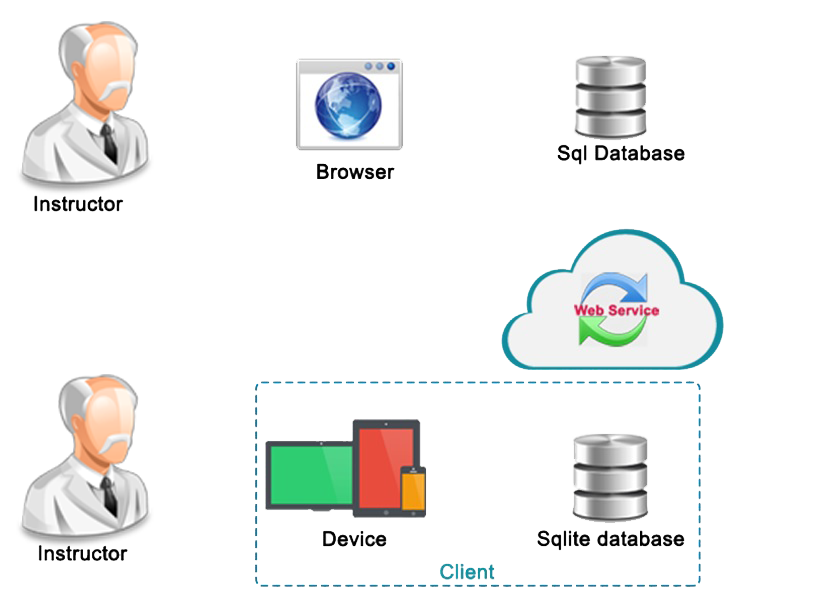 Instructor
Browser
Sql Database
Web Service
Instructor
Device
Sqlite database
Client